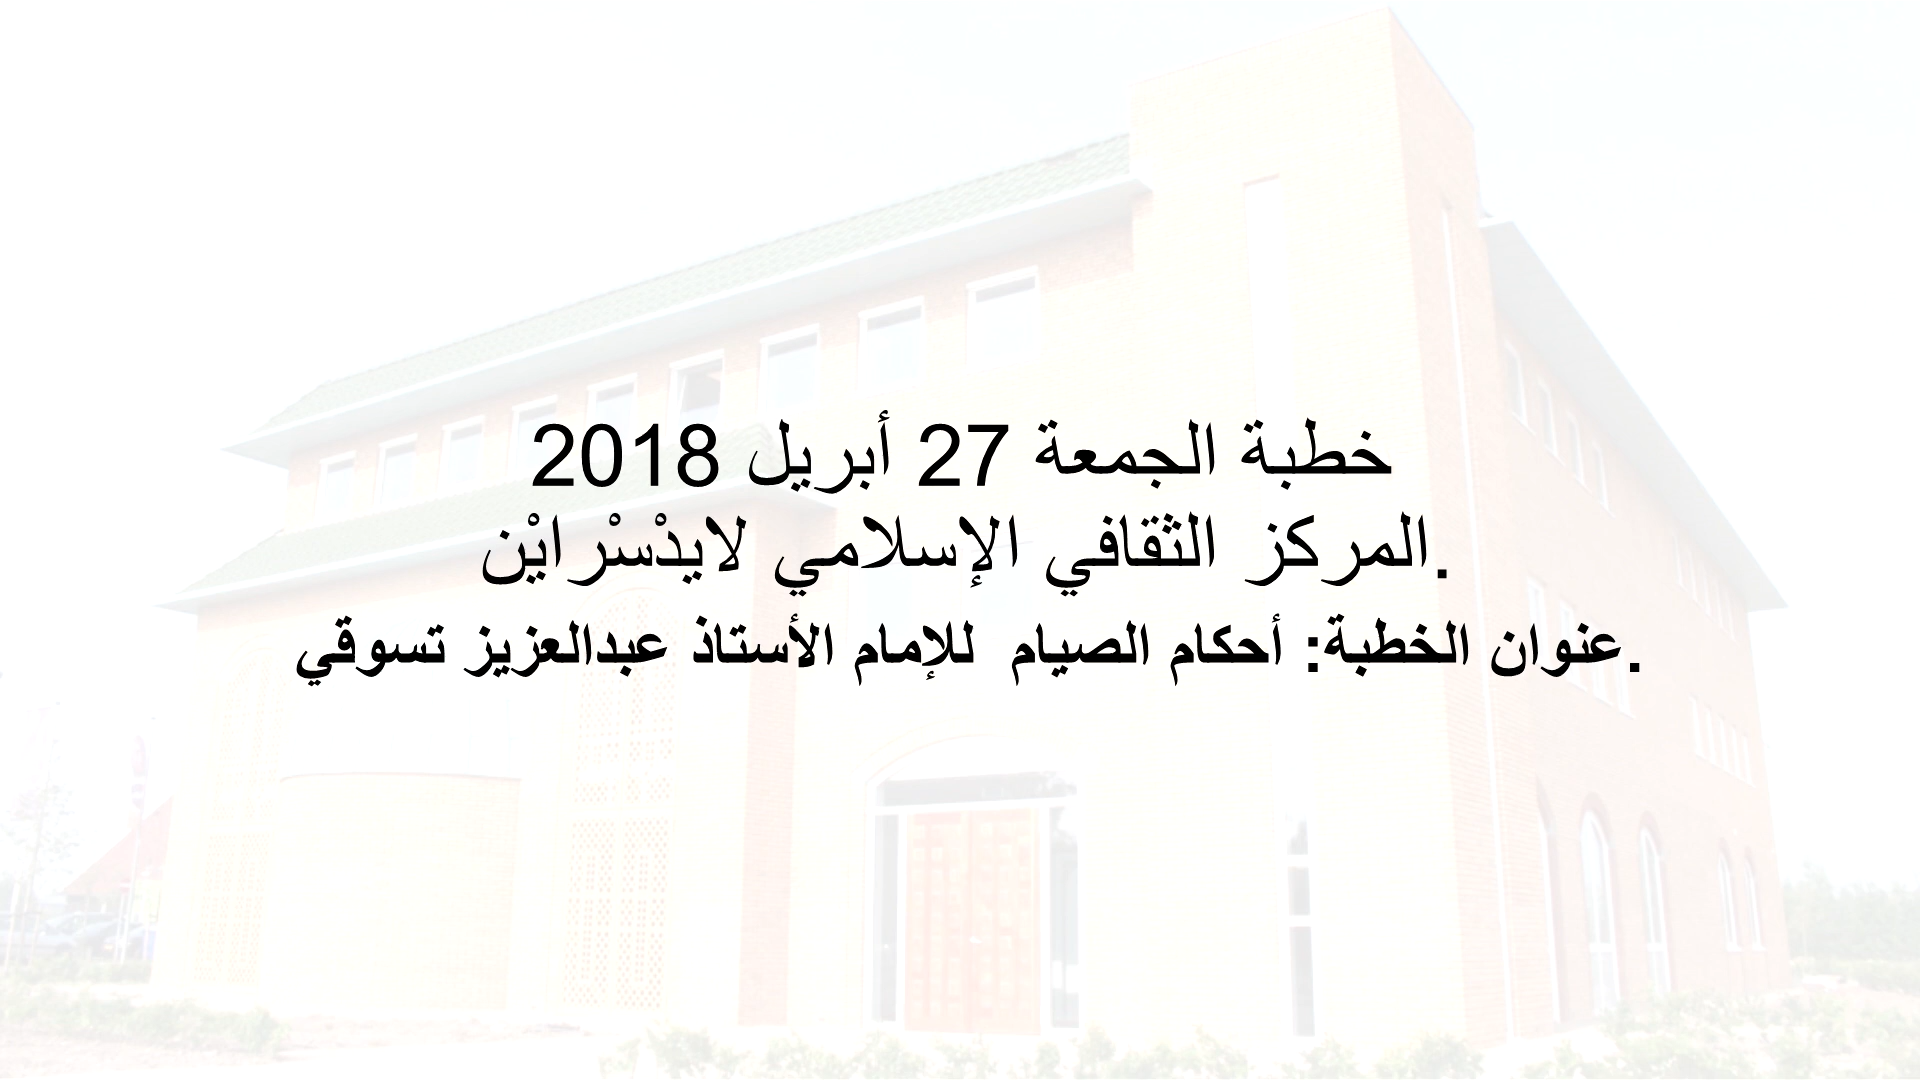 خطبة الجمعة 27 أبريل 2018
المركز الثقافي الإسلامي لايدْسْرايْن.
عنوان الخطبة: أحكام الصيام للإمام الأستاذ عبدالعزيز تسوقي.